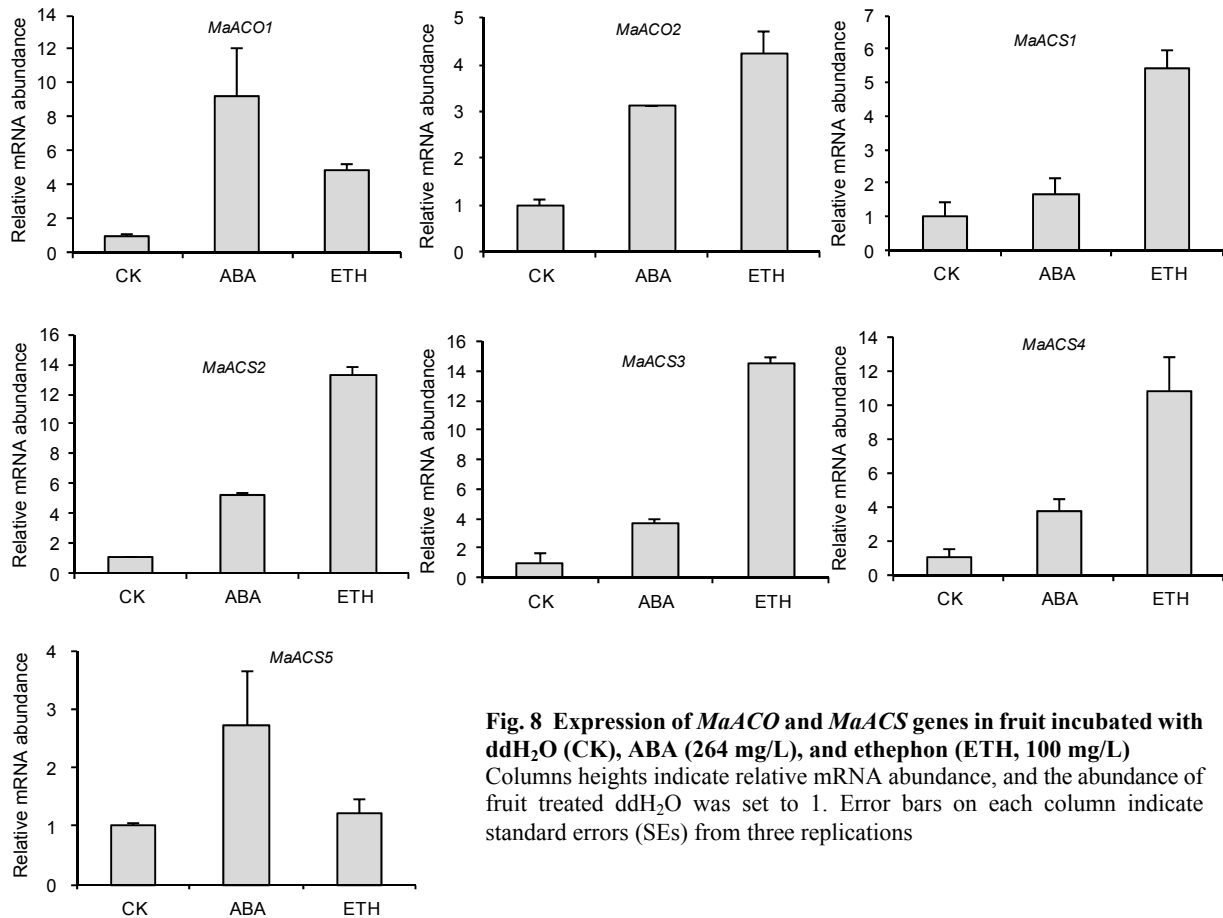 MaACO1
Relative mRNA abundance
14
12
10
8
6
4
2
0
CK ABA ETH
MaACO2
Relative mRNA abundance
5
4
3
2
1
0
CK ABA ETH
MaACS1
Relative mRNA abundance
7
6
5
4
3
2
1
0
CK ABA ETH
MaACS2
Relative mRNA abundance
16
14
12
10
8
6
4
2
0
CK ABA ETH
MaACS3
Relative mRNA abundance
16
14
12
10
8
6
4
2
0
CK ABA ETH
MaACS4
Relative mRNA abundance
14
12
10
8
6
4
2
0
CK ABA ETH
MaACS5
Relative mRNA abundance
4
3
2
1
0
CK ABA ETH
Fig. 8 Expression of MaACO and MaACS genes in fruit incubated with
ddH₂O (CK), ABA (264 mg/L), and ethephon (ETH, 100 mg/L)
Columns heights indicate relative mRNA abundance, and the abundance of
fruit treated ddH₂O was set to 1. Error bars on each column indicate
standard errors (SEs) from three replications